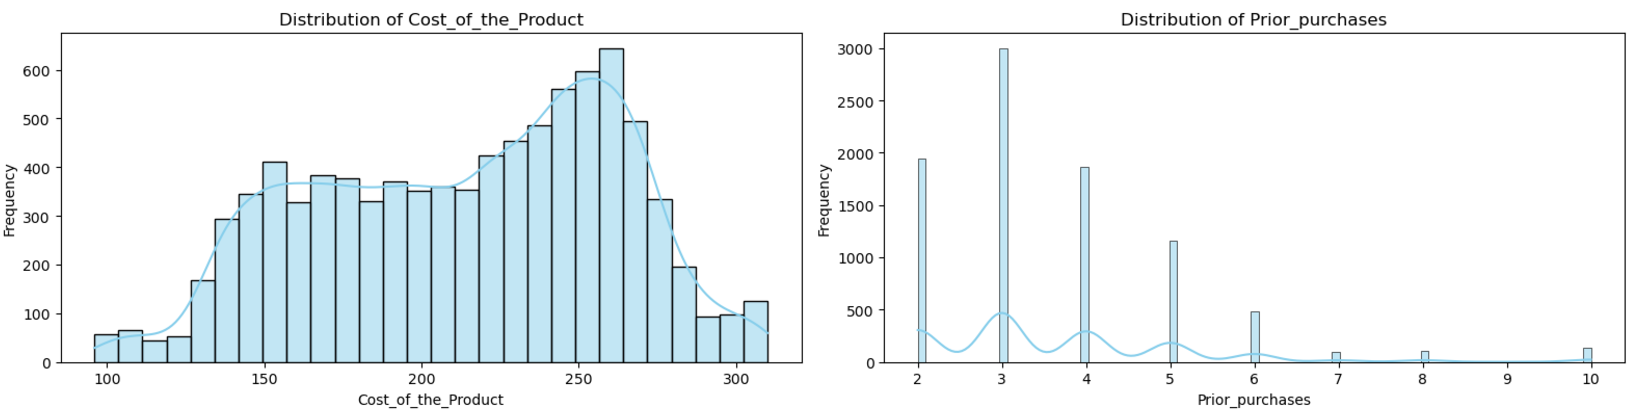 Distribution of Cost_of_the_Product
Frequency
600
500
400
300
200
100
0
100 150 200 250 300
Cost_of_the_Product
Distribution of Prior_purchases
Frequency
3000
2500
2000
1500
1000
500
0
2 3 4 5 6 7 8 9 10
Prior_purchases